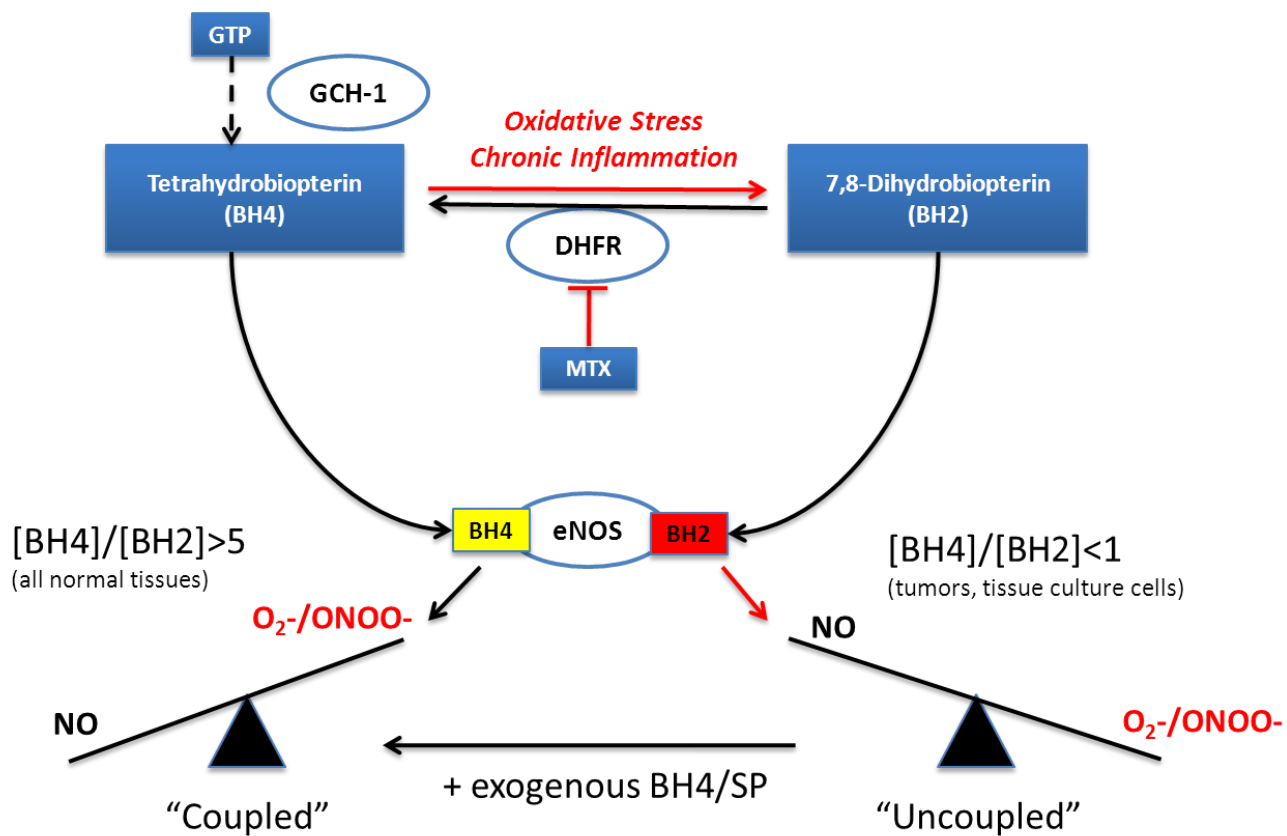 GTP
GCH-1
Oxidative Stress
Chronic Inflammation
Tetrahydrobiopterin
(BH4)
7,8-Dihydrobiopterin
(BH2)
DHFR
MTX
BH4
eNOS
BH2
[BH4]/[BH2]>5
(all normal tissues)
[BH4]/[BH2]<1
(tumors, tissue culture cells)
O₂-/ONOO-
NO
NO
O₂-/ONOO-
+ exogenous BH4/SP
“Coupled”
“Uncoupled”